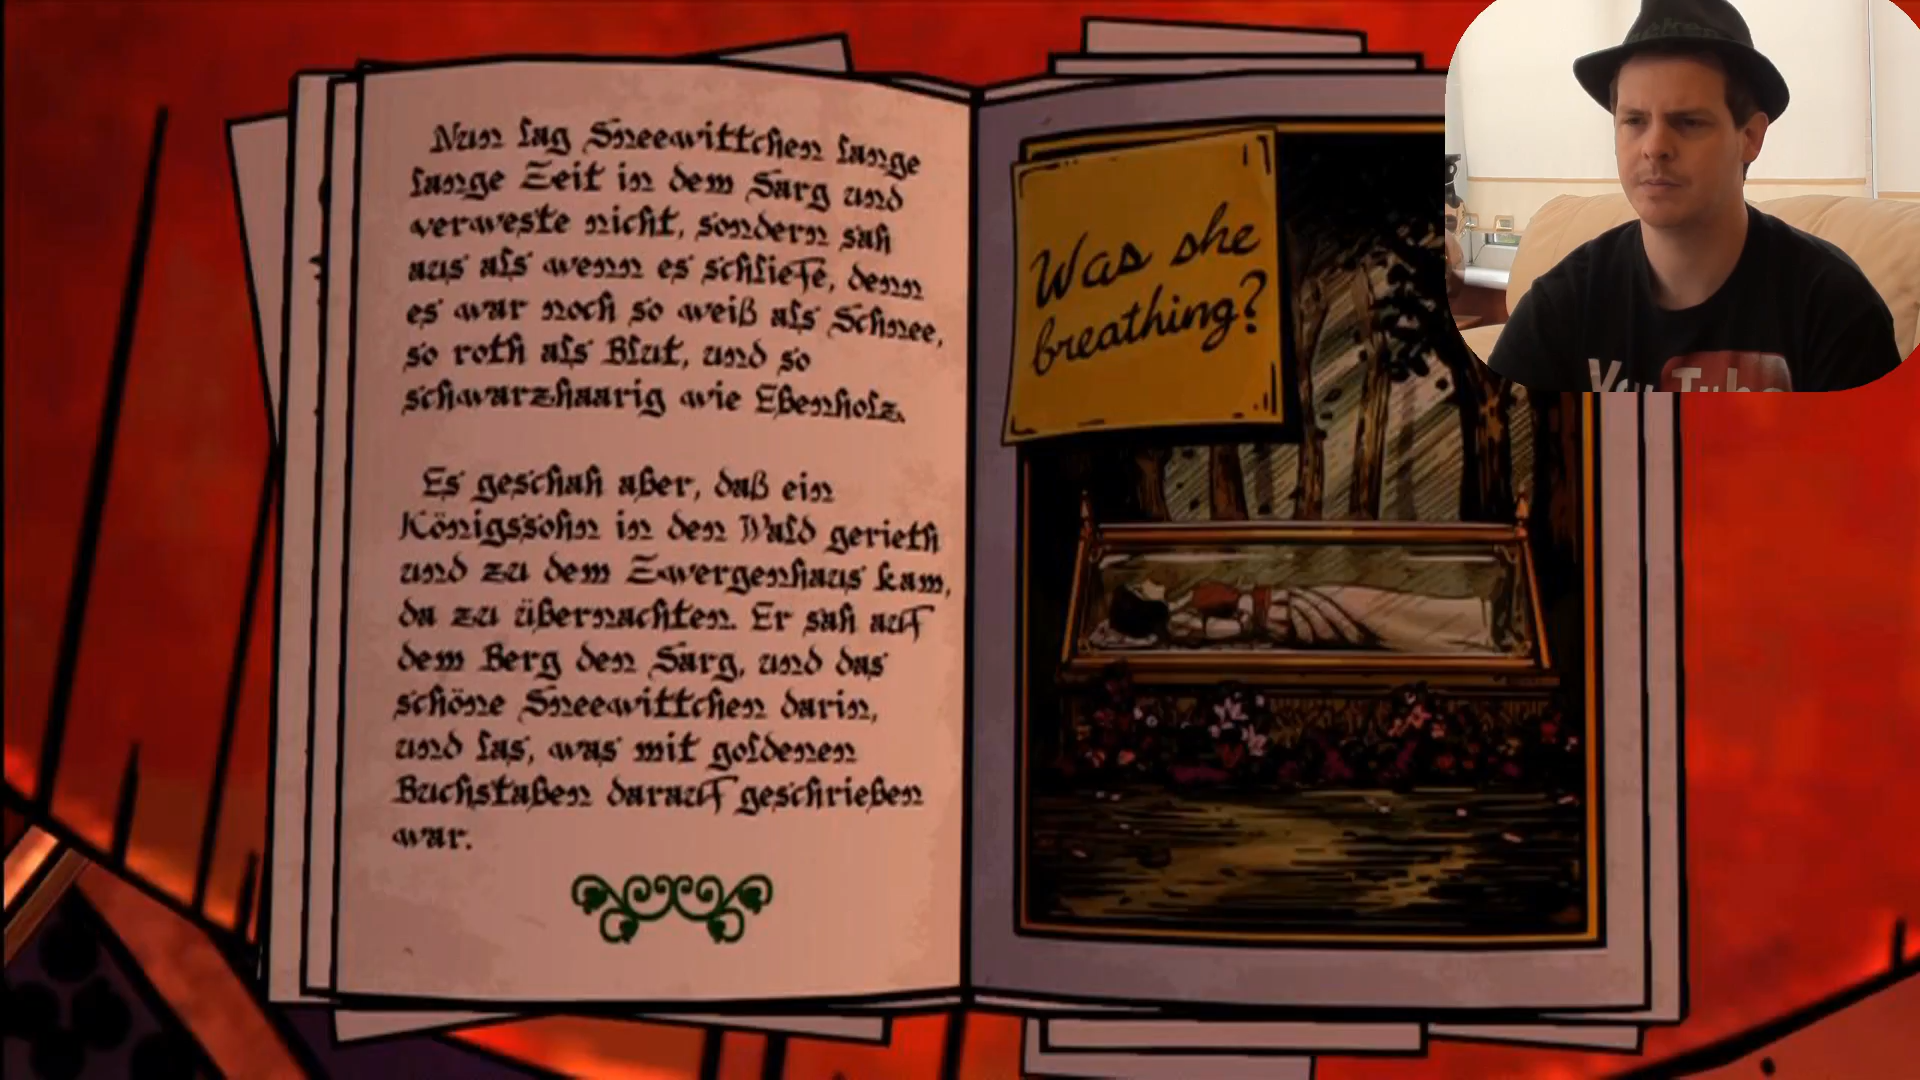 Nun lag Sneewittchen lange
lange Zeit in dem Sarg und
verweste nicht, sondern sah
aus als wenn es schliefe, denn
es war noch so weiß als Schnee,
so roth als Blut, und so
schwarzhaarig wie Ebenholz.
Es geschah aber, daß ein
Königssohn in den Wald gerieth
und zu dem Zwergenhaus kam,
da zu übernachten. Er sah auf
dem Berg den Sarg, und das
schöne Sneewittchen darin,
und las, was mit goldenen
Buchstaben darauf geschrieben
war.
Was she
breathing?
YouTube